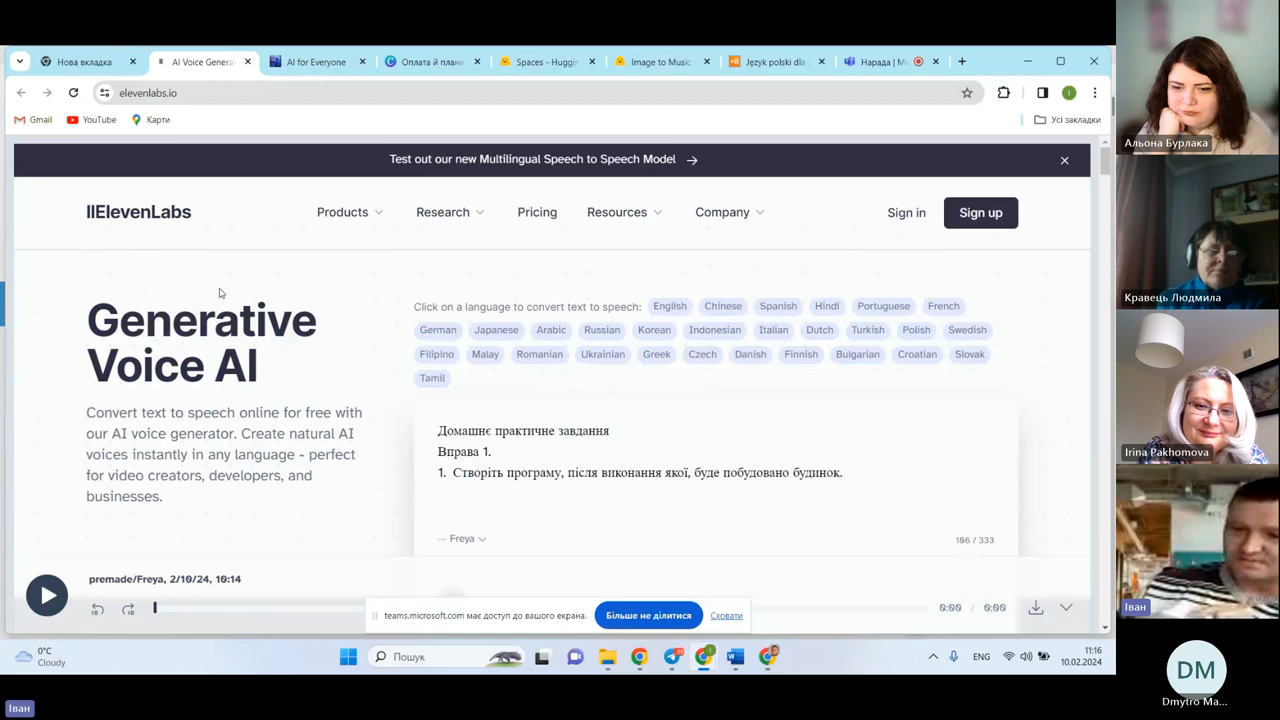 Нова вкладка
AI Voice Genera
AI for Everyone
Оплата й плани
Spaces - Huggin
Image to Music
Język polski dla
Нарада | Mi
elevenlabs.io
Gmail
YouTube
Карти
Усі закладки
Test out our new Multilingual Speech to Speech Model →
IIElevenLabs
Products
Research
Pricing
Resources
Company
Sign in
Sign up
Generative
Voice AI
Convert text to speech online for free with
our AI voice generator. Create natural AI
voices instantly in any language - perfect
for video creators, developers, and
businesses.
Click on a language to convert text to speech: English Chinese Spanish Hindi Portuguese French
German Japanese Arabic Russian Korean Indonesian Italian Dutch Turkish Polish Swedish
Filipino Malay Romanian Ukrainian Greek Czech Danish Finnish Bulgarian Croatian Slovak
Tamil
Домашнє практичне завдання
Вправа 1.
1. Створіть програму, після виконання якої, буде побудовано будинок.
— Freya
106 / 333
premade/Freya, 2/10/24, 10:14
10 10
0:00 / 0:00
teams.microsoft.com має доступ до вашого екрана.
Більше не ділитися
Сховати
0°C
Cloudy
Пошук
ENG
11:16
10.02.2024
Іван
Альона Бурлака
Кравець Людмила
Irina Pakhomova
Іван
DM
Dmytro Ma...